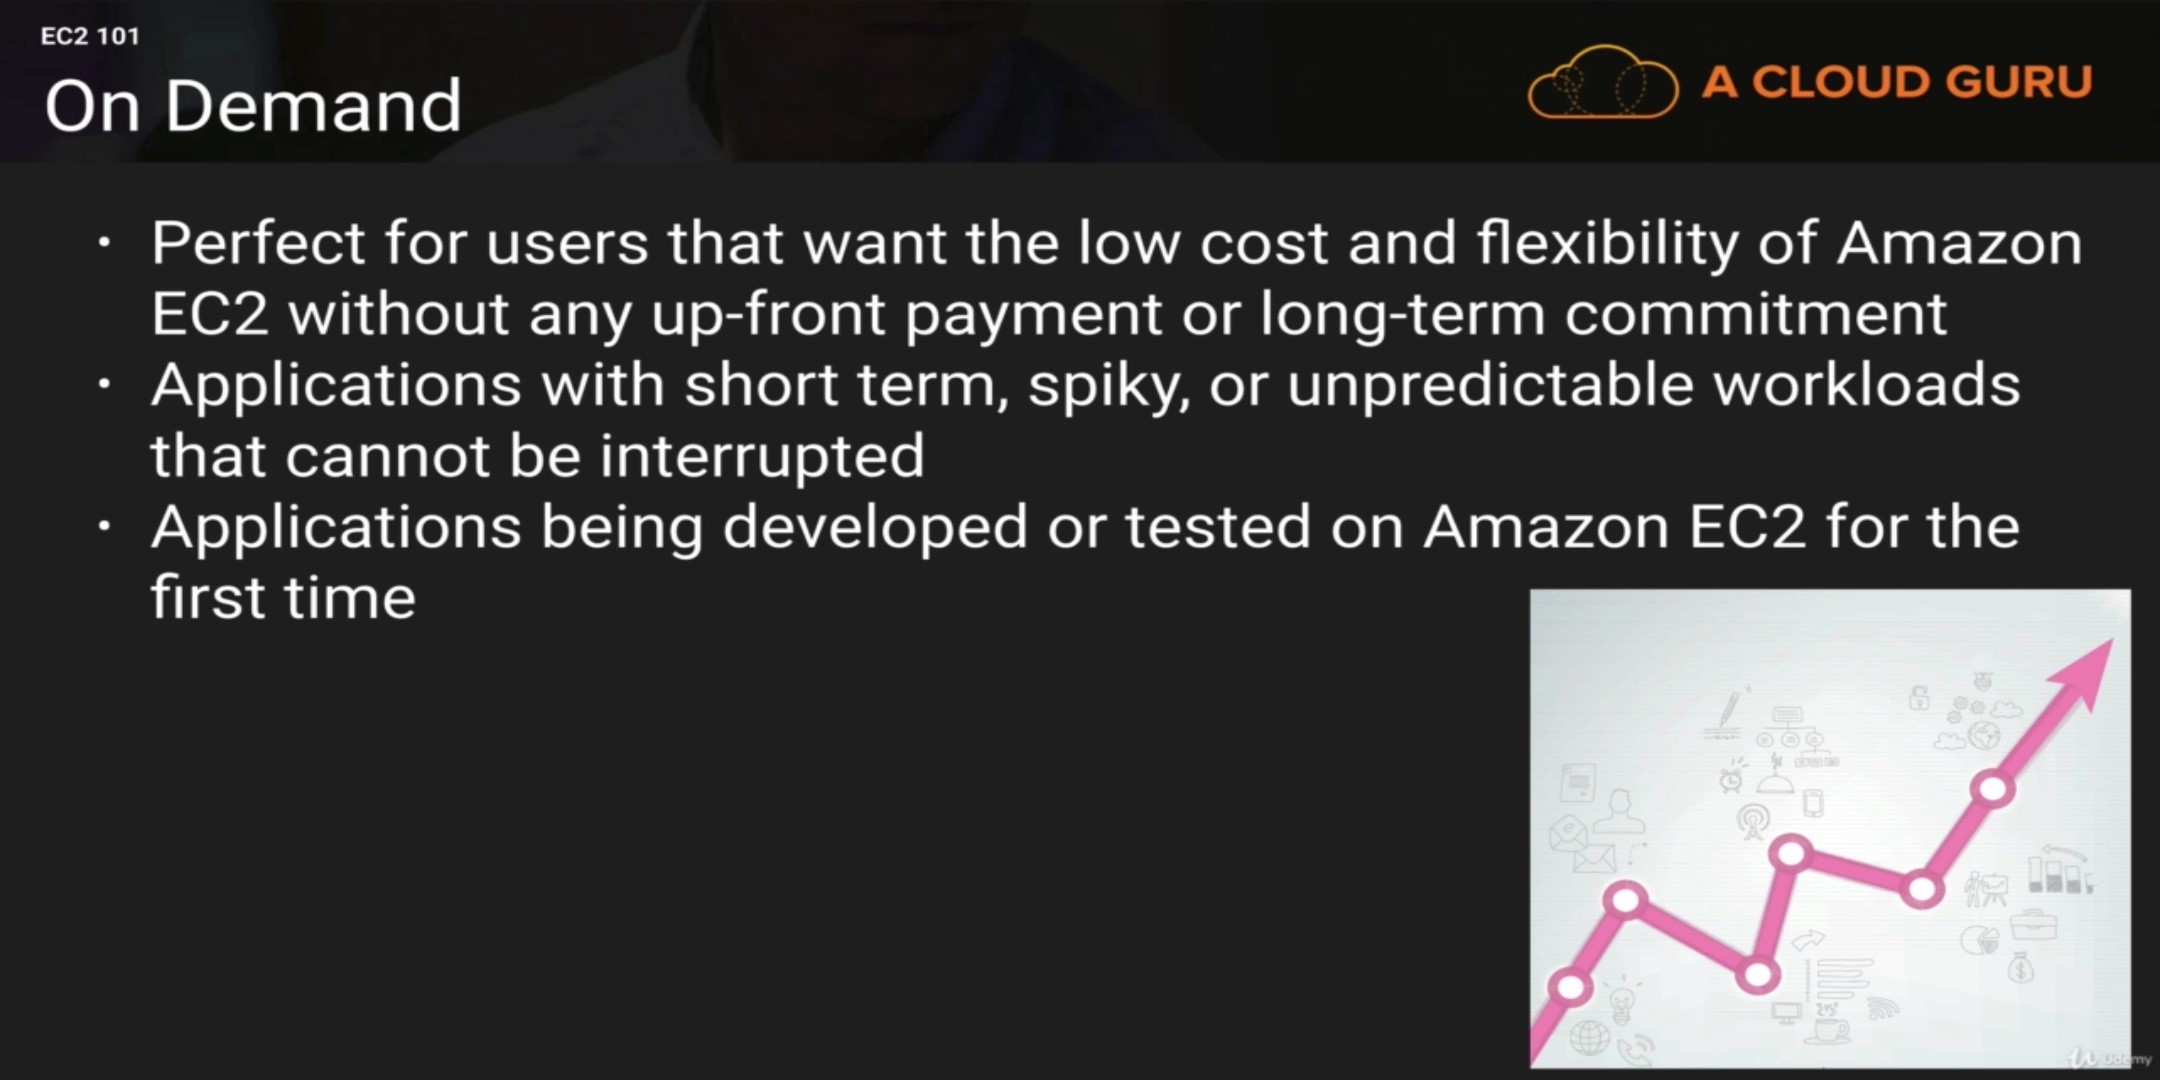 EC2 101
On Demand
A CLOUD GURU
• Perfect for users that want the low cost and flexibility of Amazon
EC2 without any up-front payment or long-term commitment
• Applications with short term, spiky, or unpredictable workloads
that cannot be interrupted
• Applications being developed or tested on Amazon EC2 for the
first time
Udemy